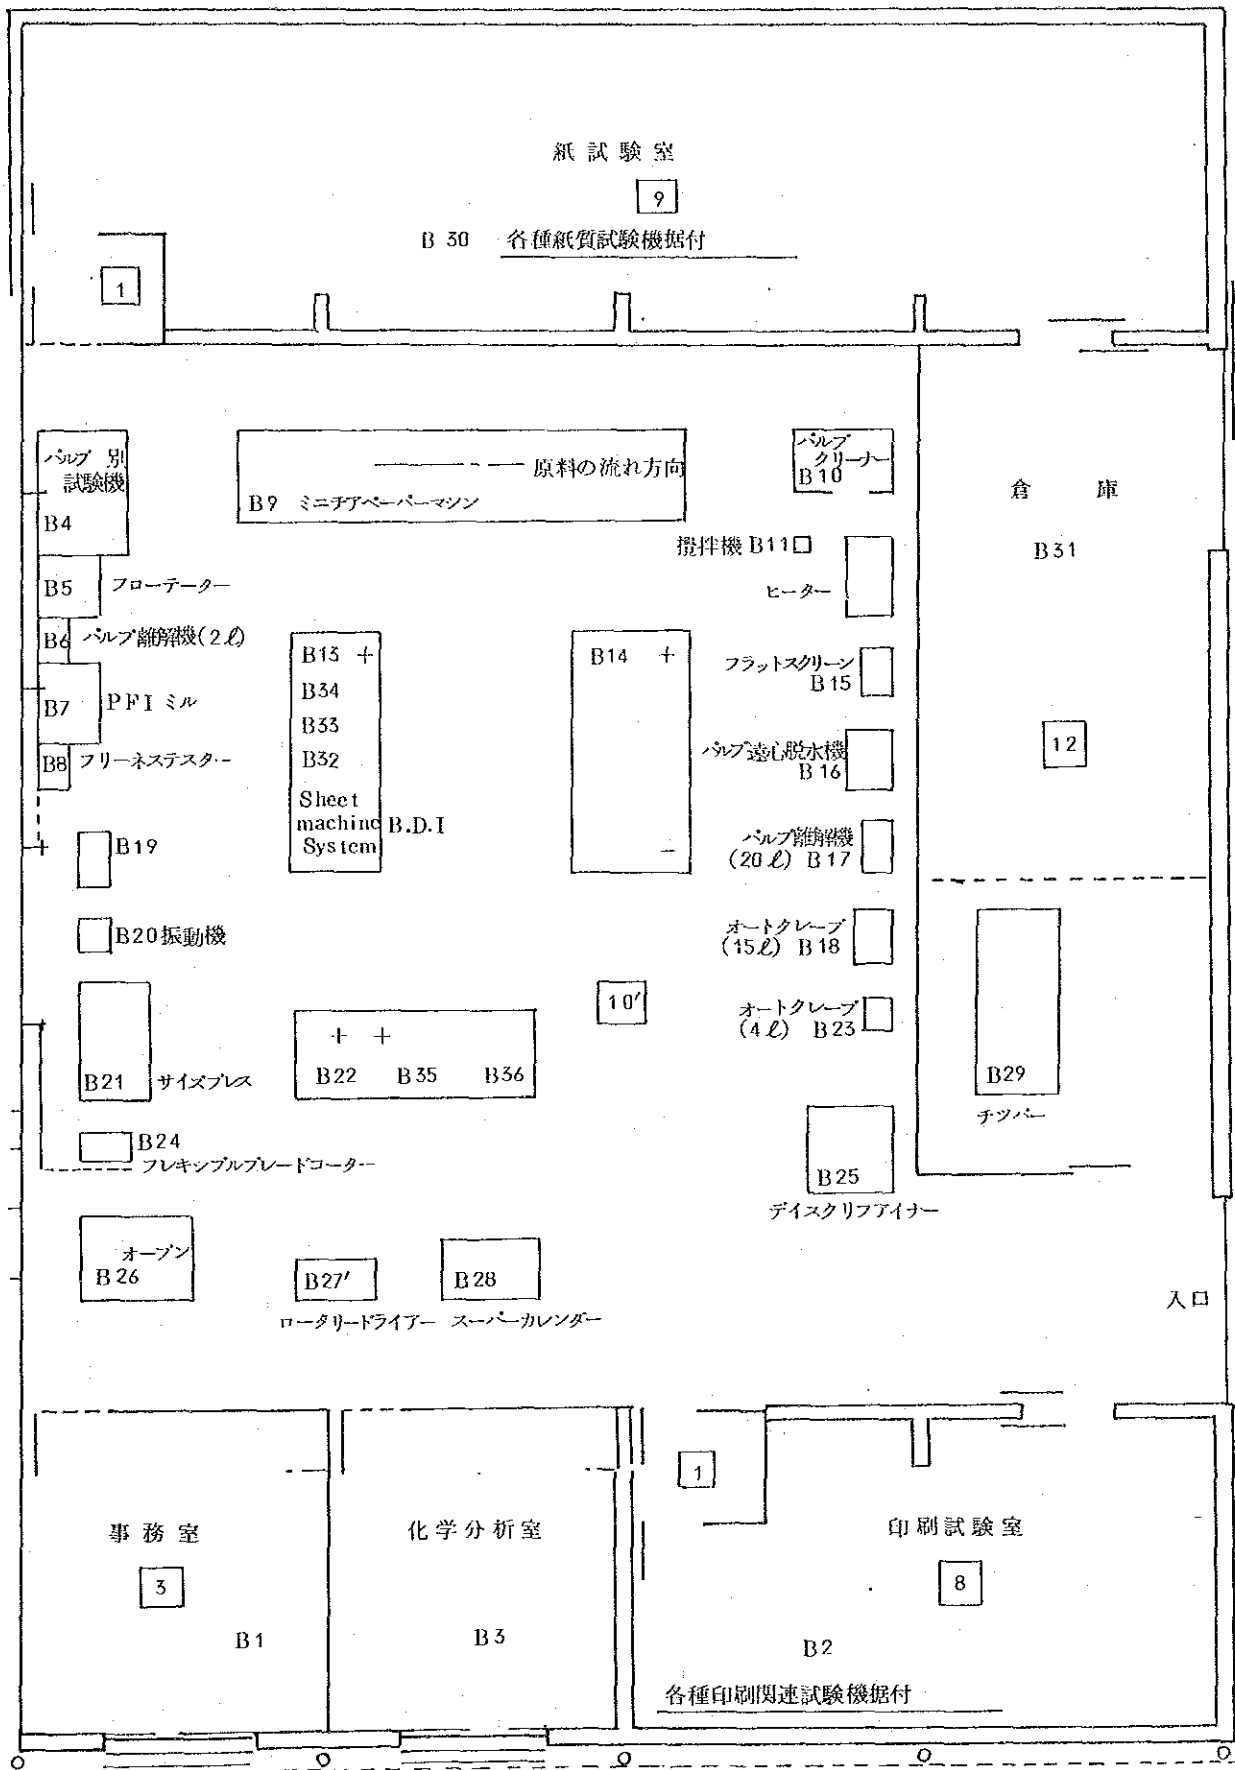 紙試験室
9
B 30 各種紙質試験機据付
1
パルプ 別
試験機
B4
原料の流れ方向
B9 ミニチアペーパーマシン
パルプ
クリーナー
B10
倉 庫
B31
攪拌機 B11
ヒーター
B5 フローテーター
B6 パルプ離解機(2ℓ)
B7 PFIミル
B8 フリーネステスター
B13 +
B34
B33
B32
Sheet
machine B.D.I
System
B14 +
−
フラットスクリーン
B15
パルプ遠心脱水機
B16
パルプ離解機
(20ℓ) B17
12
B19
B20振動機
オートクレーブ
(15ℓ) B18
10′
オートクレーブ
(4ℓ) B23
B21 サイズプレス
+ +
B22 B35 B36
B29
チツパー
B24
フレキシブルブレードコーター
B25
デイスクリフアイナー
オーブン
B26
B27′
ロータリードライアー
B28
スーパーカレンダー
入口
1
事務室
3
B1
化学分析室
B3
印刷試験室
8
B2
各種印刷関連試験機据付